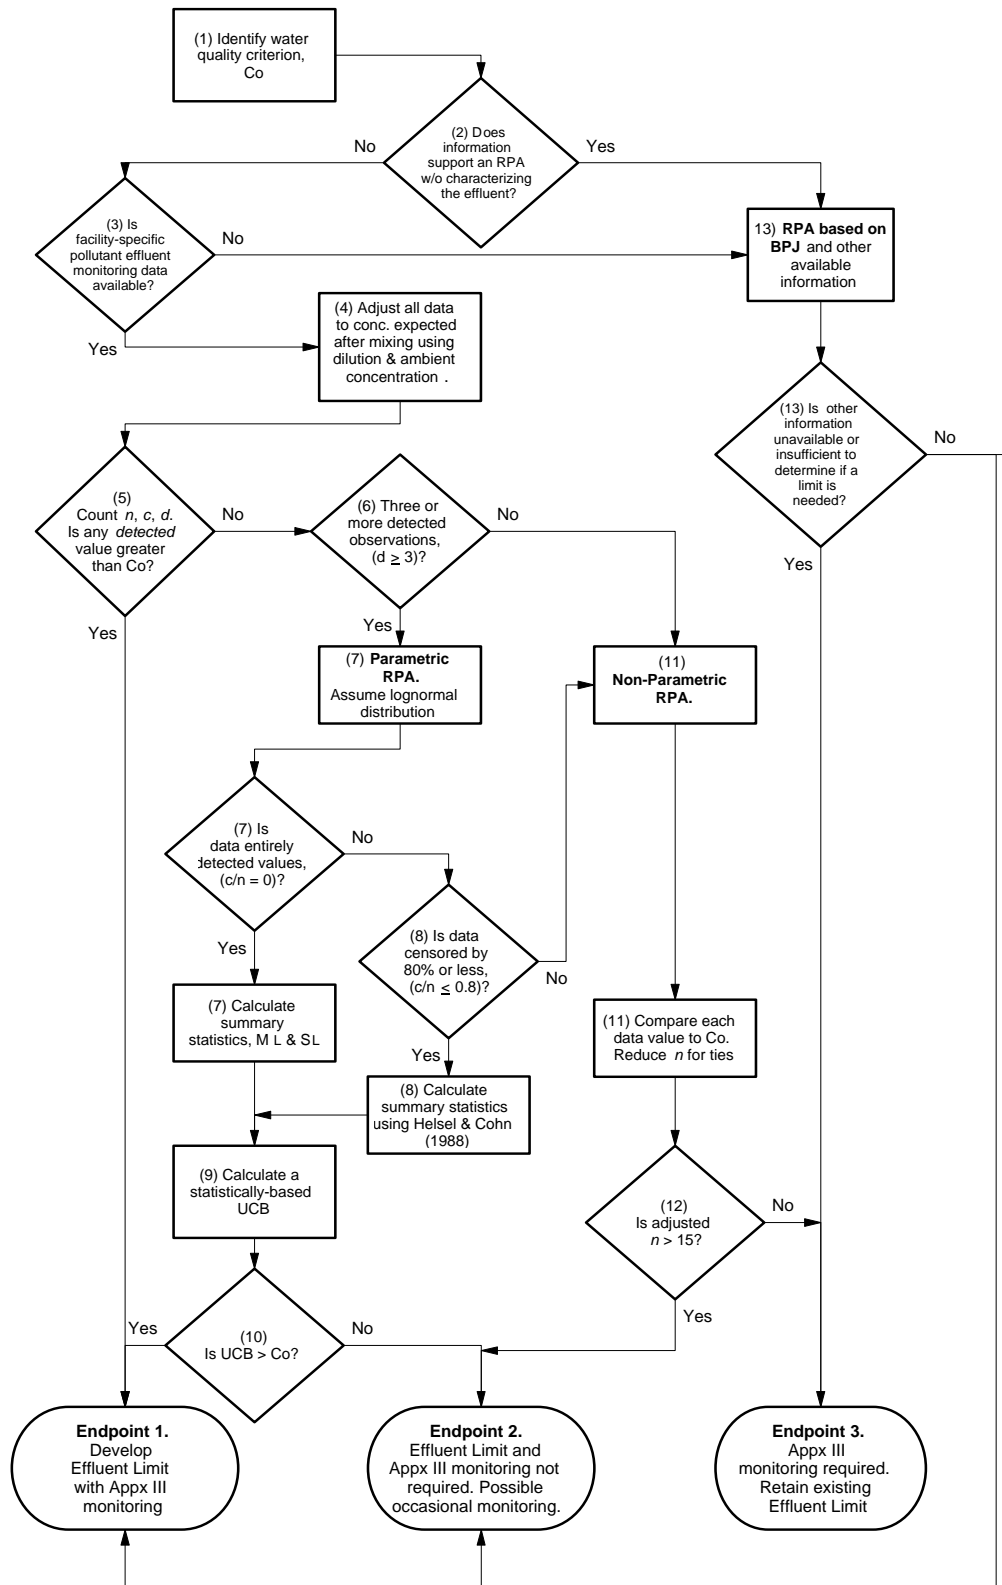 (1) Identify water
quality criterion,
Co
(2) Does
information
support an RPA
w/o characterizing
the effluent?
No
Yes
(3) Is
facility-specific
pollutant effluent
monitoring data
available?
No
Yes
13) RPA based on
BPJ and other
available
information
(4) Adjust all data
to conc. expected
after mixing using
dilution & ambient
concentration .
(13) Is other
information
unavailable or
insufficient to
determine if a
limit is
needed?
No
Yes
(5)
Count n, c, d.
Is any detected
value greater
than Co?
No
Yes
(6) Three or
more detected
observations,
(d ≥ 3)?
No
Yes
(7) Parametric
RPA.
Assume lognormal
distribution
(11)
Non-Parametric
RPA.
(7) Is
data entirely
detected values,
(c/n = 0)?
No
Yes
(8) Is data
censored by
80% or less,
(c/n ≤ 0.8)?
No
Yes
(7) Calculate
summary
statistics, M L & SL
(11) Compare each
data value to Co.
Reduce n for ties
(8) Calculate
summary statistics
using Helsel & Cohn
(1988)
(9) Calculate a
statistically-based
UCB
(12)
Is adjusted
n > 15?
No
Yes
(10)
Is UCB > Co?
Yes
No
Endpoint 1.
Develop
Effluent Limit
with Appx III
monitoring
Endpoint 2.
Effluent Limit and
Appx III monitoring not
required. Possible
occasional monitoring.
Endpoint 3.
Appx III
monitoring required.
Retain existing
Effluent Limit